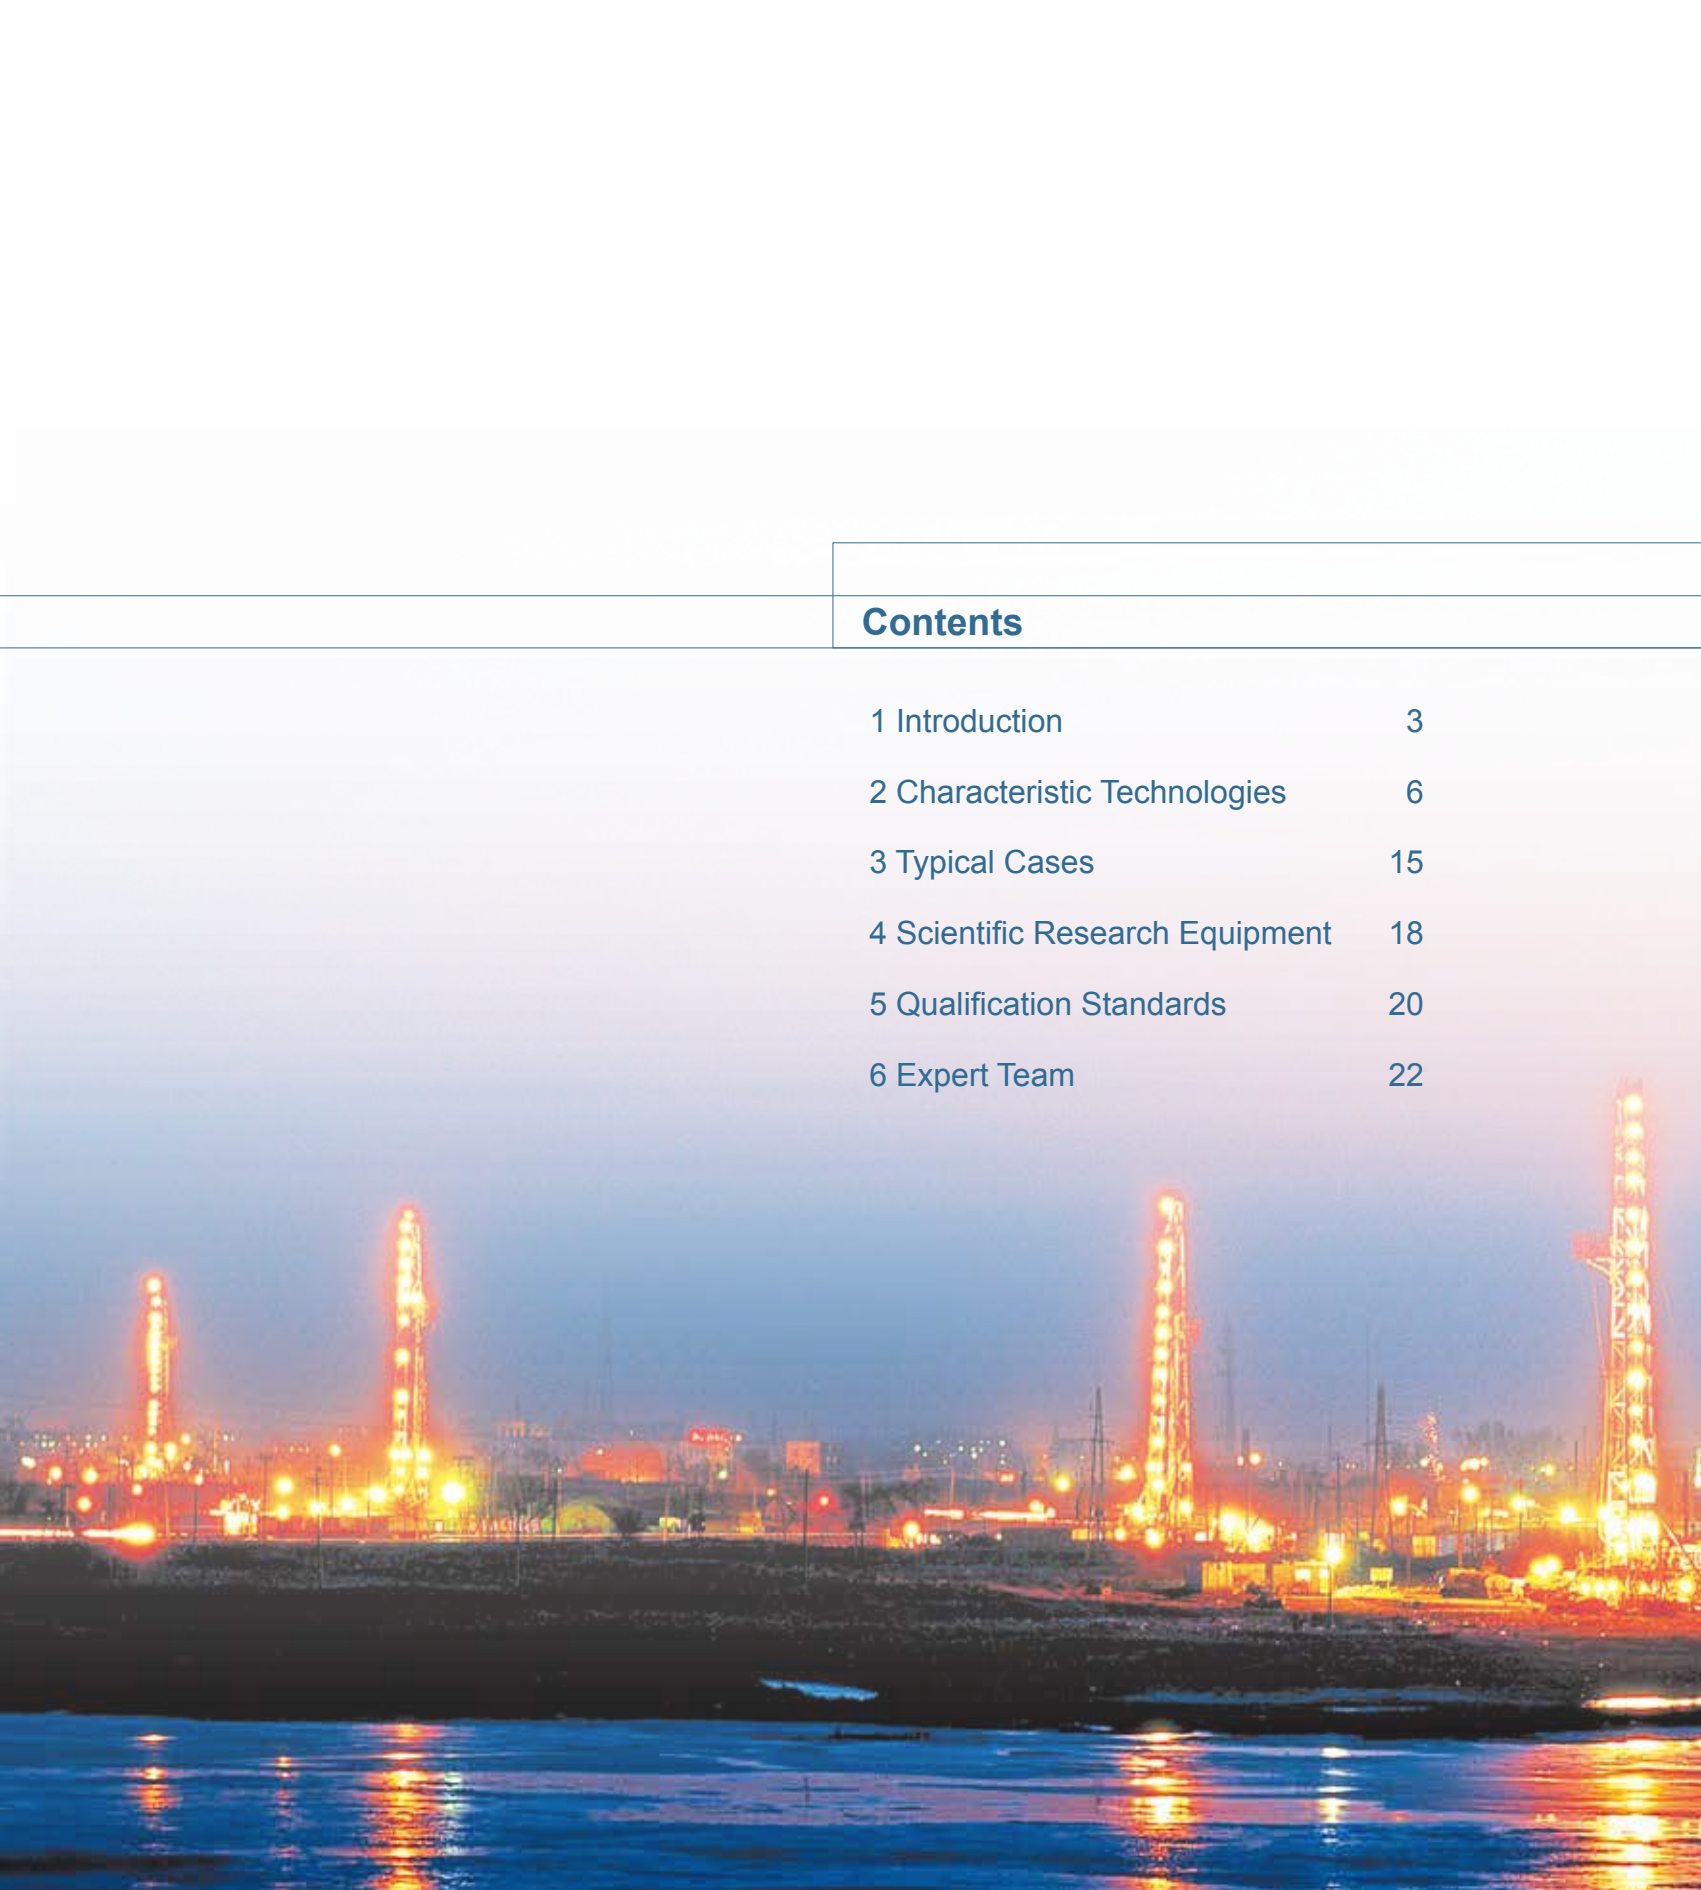 Contents
1 Introduction 3
2 Characteristic Technologies 6
3 Typical Cases 15
4 Scientific Research Equipment 18
5 Qualification Standards 20
6 Expert Team 22